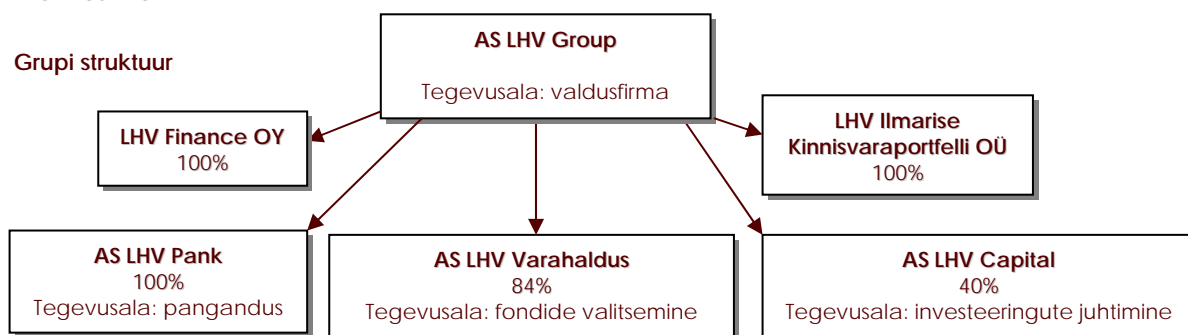 Grupi struktuur
AS LHV Group
Tegevusala: valdusfirma
LHV Finance OY
100%
LHV Ilmarise
Kinnisvaraportfelli OÜ
100%
AS LHV Pank
100%
Tegevusala: pangandus
AS LHV Varahaldus
84%
Tegevusala: fondide valitsemine
AS LHV Capital
40%
Tegevusala: investeeringute juhtimine